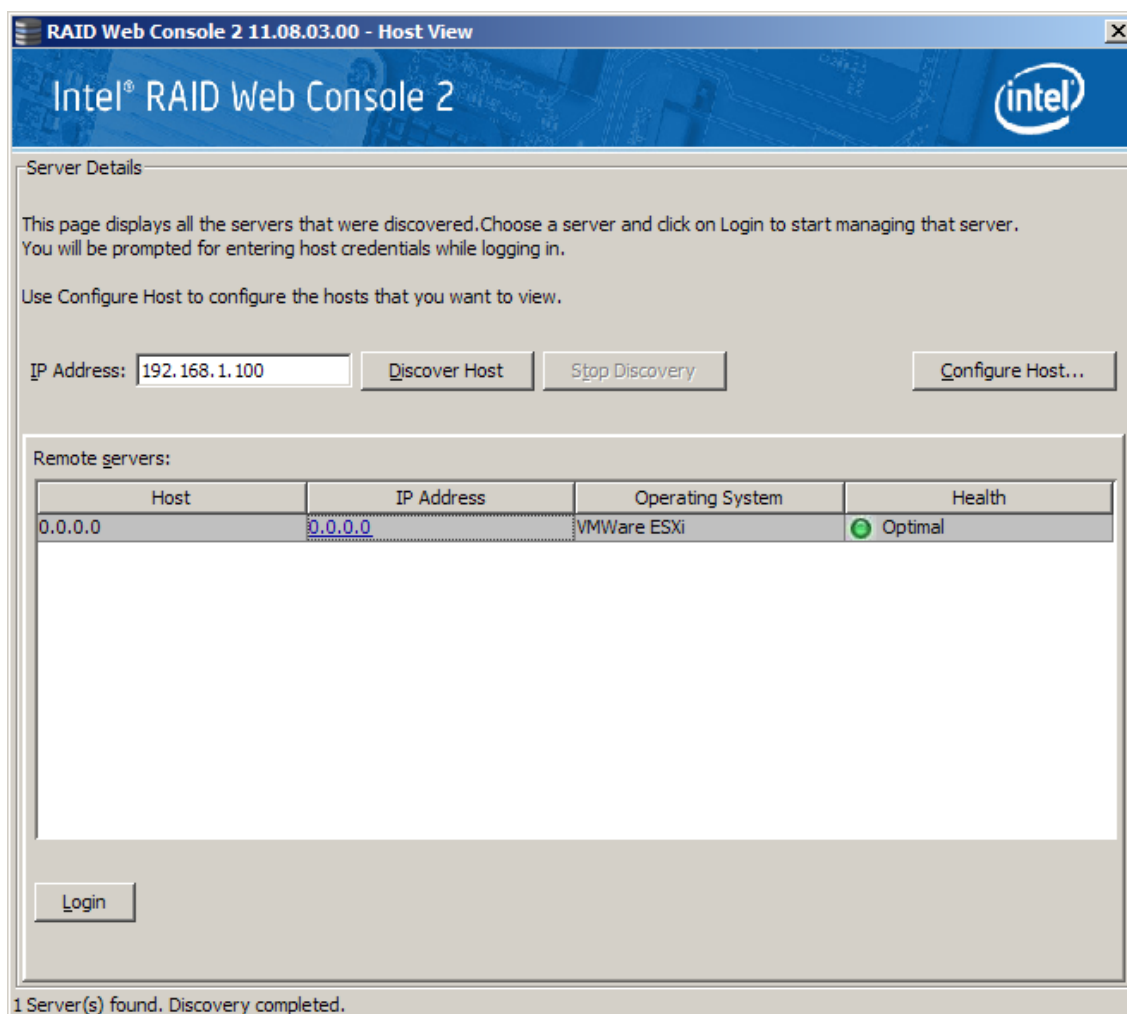 RAID Web Console 2 11.08.03.00 - Host View
Intel® RAID Web Console 2
intel
Server Details
This page displays all the servers that were discovered.Choose a server and click on Login to start managing that server.
You will be prompted for entering host credentials while logging in.
Use Configure Host to configure the hosts that you want to view.
IP Address: 192.168.1.100 Discover Host Stop Discovery Configure Host...
Remote servers:
Host IP Address Operating System Health
0.0.0.0 0.0.0.0 VMWare ESXi Optimal
Login
1 Server(s) found. Discovery completed.